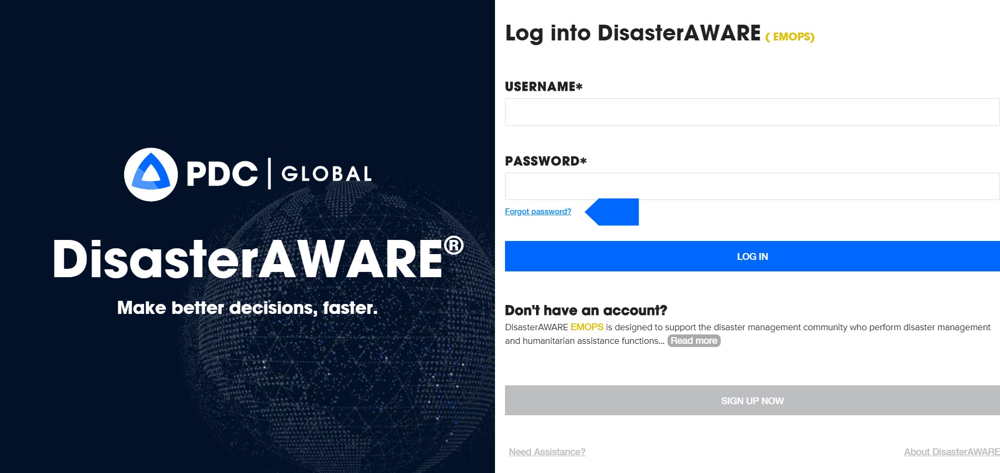 PDC | GLOBAL
DisasterAWARE®
Make better decisions, faster.
Log into DisasterAWARE ( EMOPS)
USERNAME*
PASSWORD*
Forgot password?
LOG IN
Don't have an account?
DisasterAWARE EMOPS is designed to support the disaster management community who perform disaster management
and humanitarian assistance functions... Read more
SIGN UP NOW
Need Assistance?
About DisasterAWARE